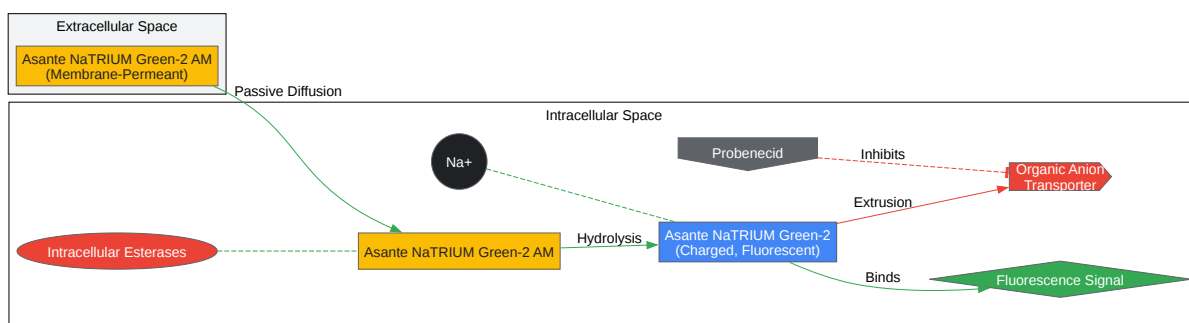 Extracellular Space
Asante NaTRIUM Green-2 AM
(Membrane-Permeant)
Passive Diffusion
Intracellular Space
Na+
Probenecid
Inhibits
Organic Anion
Transporter
Extrusion
Intracellular Esterases
Asante NaTRIUM Green-2 AM
Hydrolysis
Asante NaTRIUM Green-2
(Charged, Fluorescent)
Binds
Fluorescence Signal